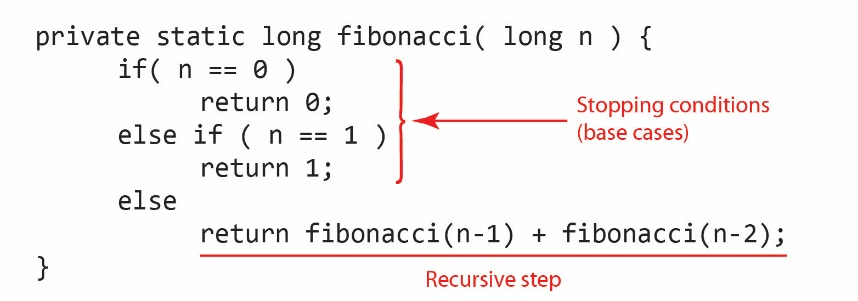 private static long fibonacci( long n ) {
if( n == 0 )
return 0;
else if ( n == 1 )
return 1;
else
return fibonacci(n-1) + fibonacci(n-2);
}
Stopping conditions
(base cases)
Recursive step